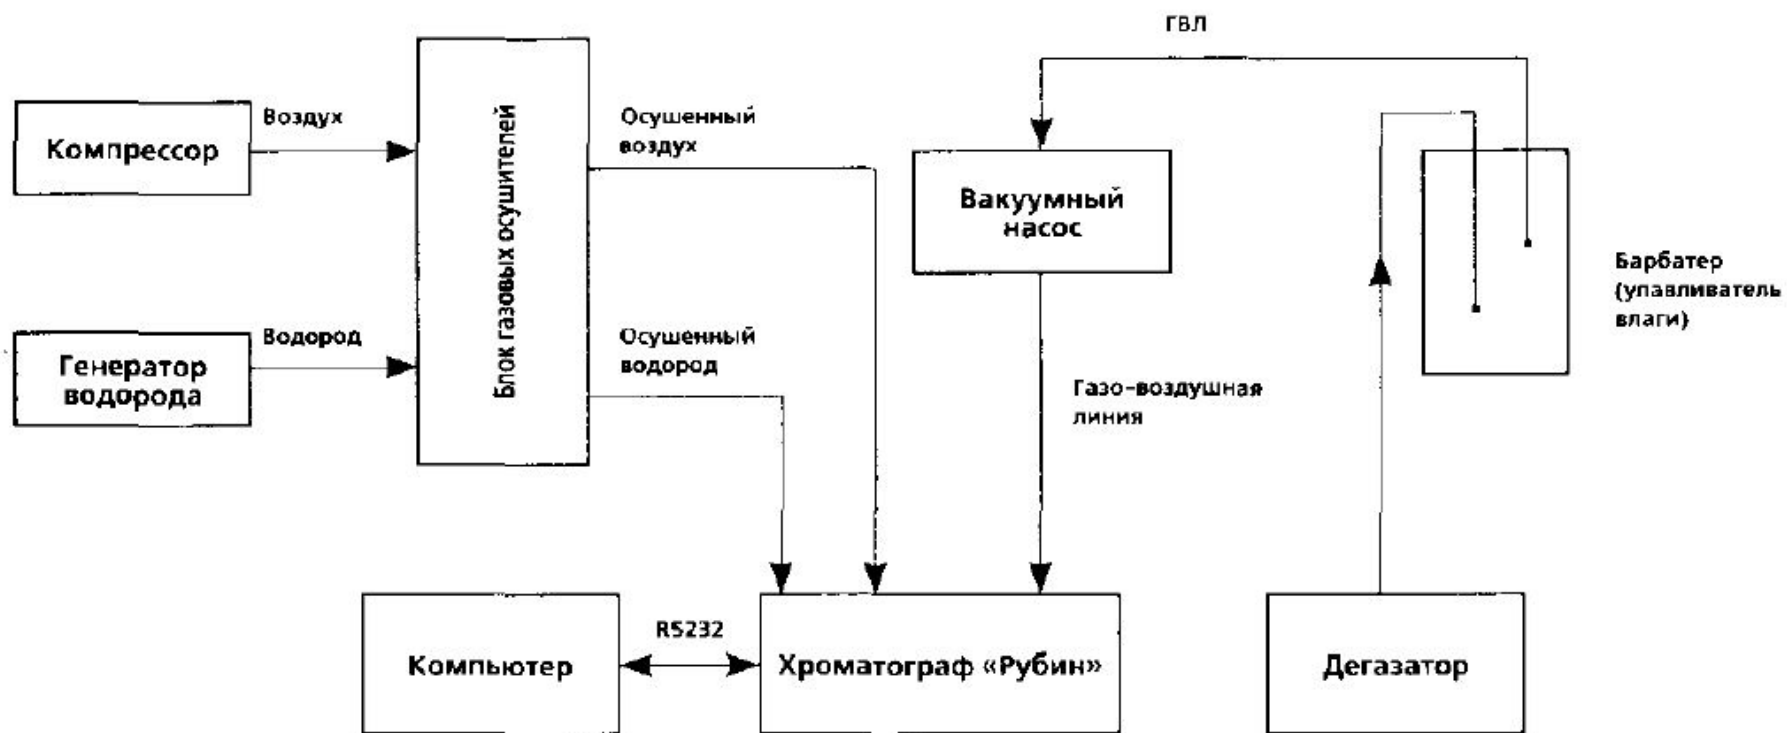 ГВЛ
Компрессор
Воздух
Блок газовых осушителей
Осушенный
воздух
Вакуумный
насос
Барбатер
(упавливатель
влаги)
Генератор
водорода
Водород
Осушенный
водород
Газо-воздушная
линия
Компьютер
RS232
Хроматограф «Рубин»
Дегазатор